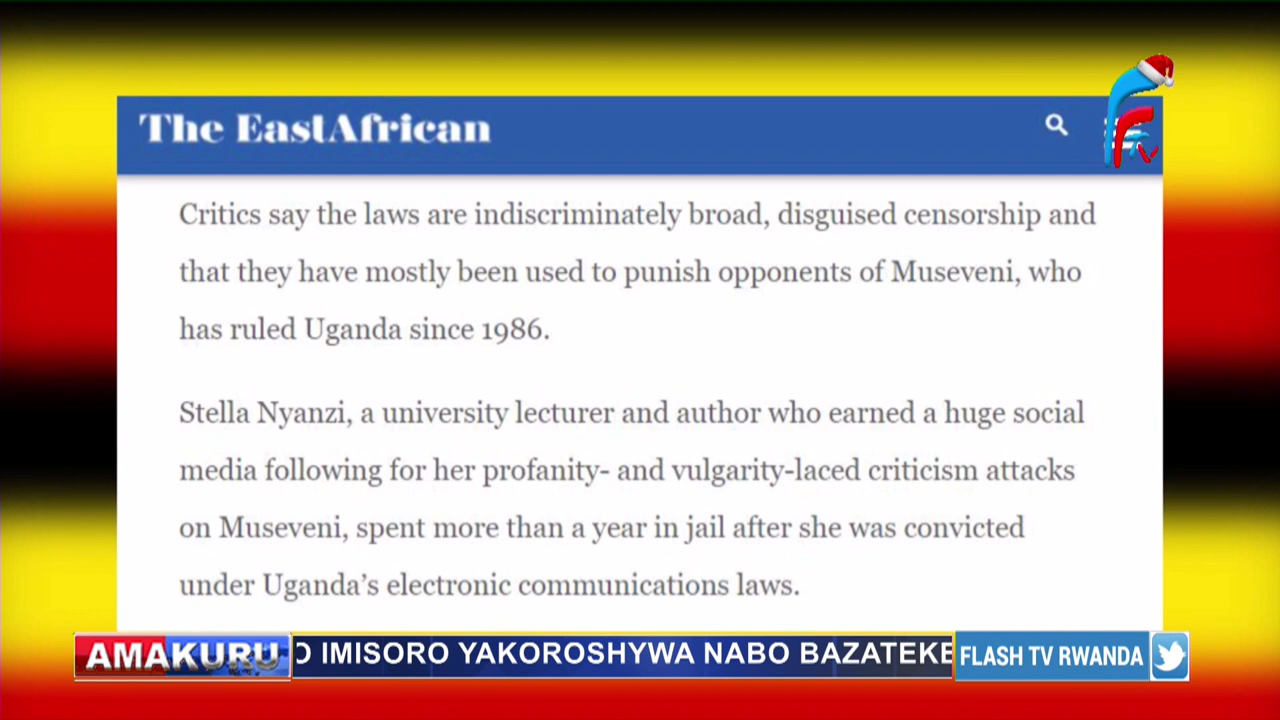 The EastAfrican
Critics say the laws are indiscriminately broad, disguised censorship and
that they have mostly been used to punish opponents of Museveni, who
has ruled Uganda since 1986.
Stella Nyanzi, a university lecturer and author who earned a huge social
media following for her profanity- and vulgarity-laced criticism attacks
on Museveni, spent more than a year in jail after she was convicted
under Uganda's electronic communications laws.
AMAKURU
O IMISORO YAKOROSHYWA NABO BAZATEKE
FLASH TV RWANDA